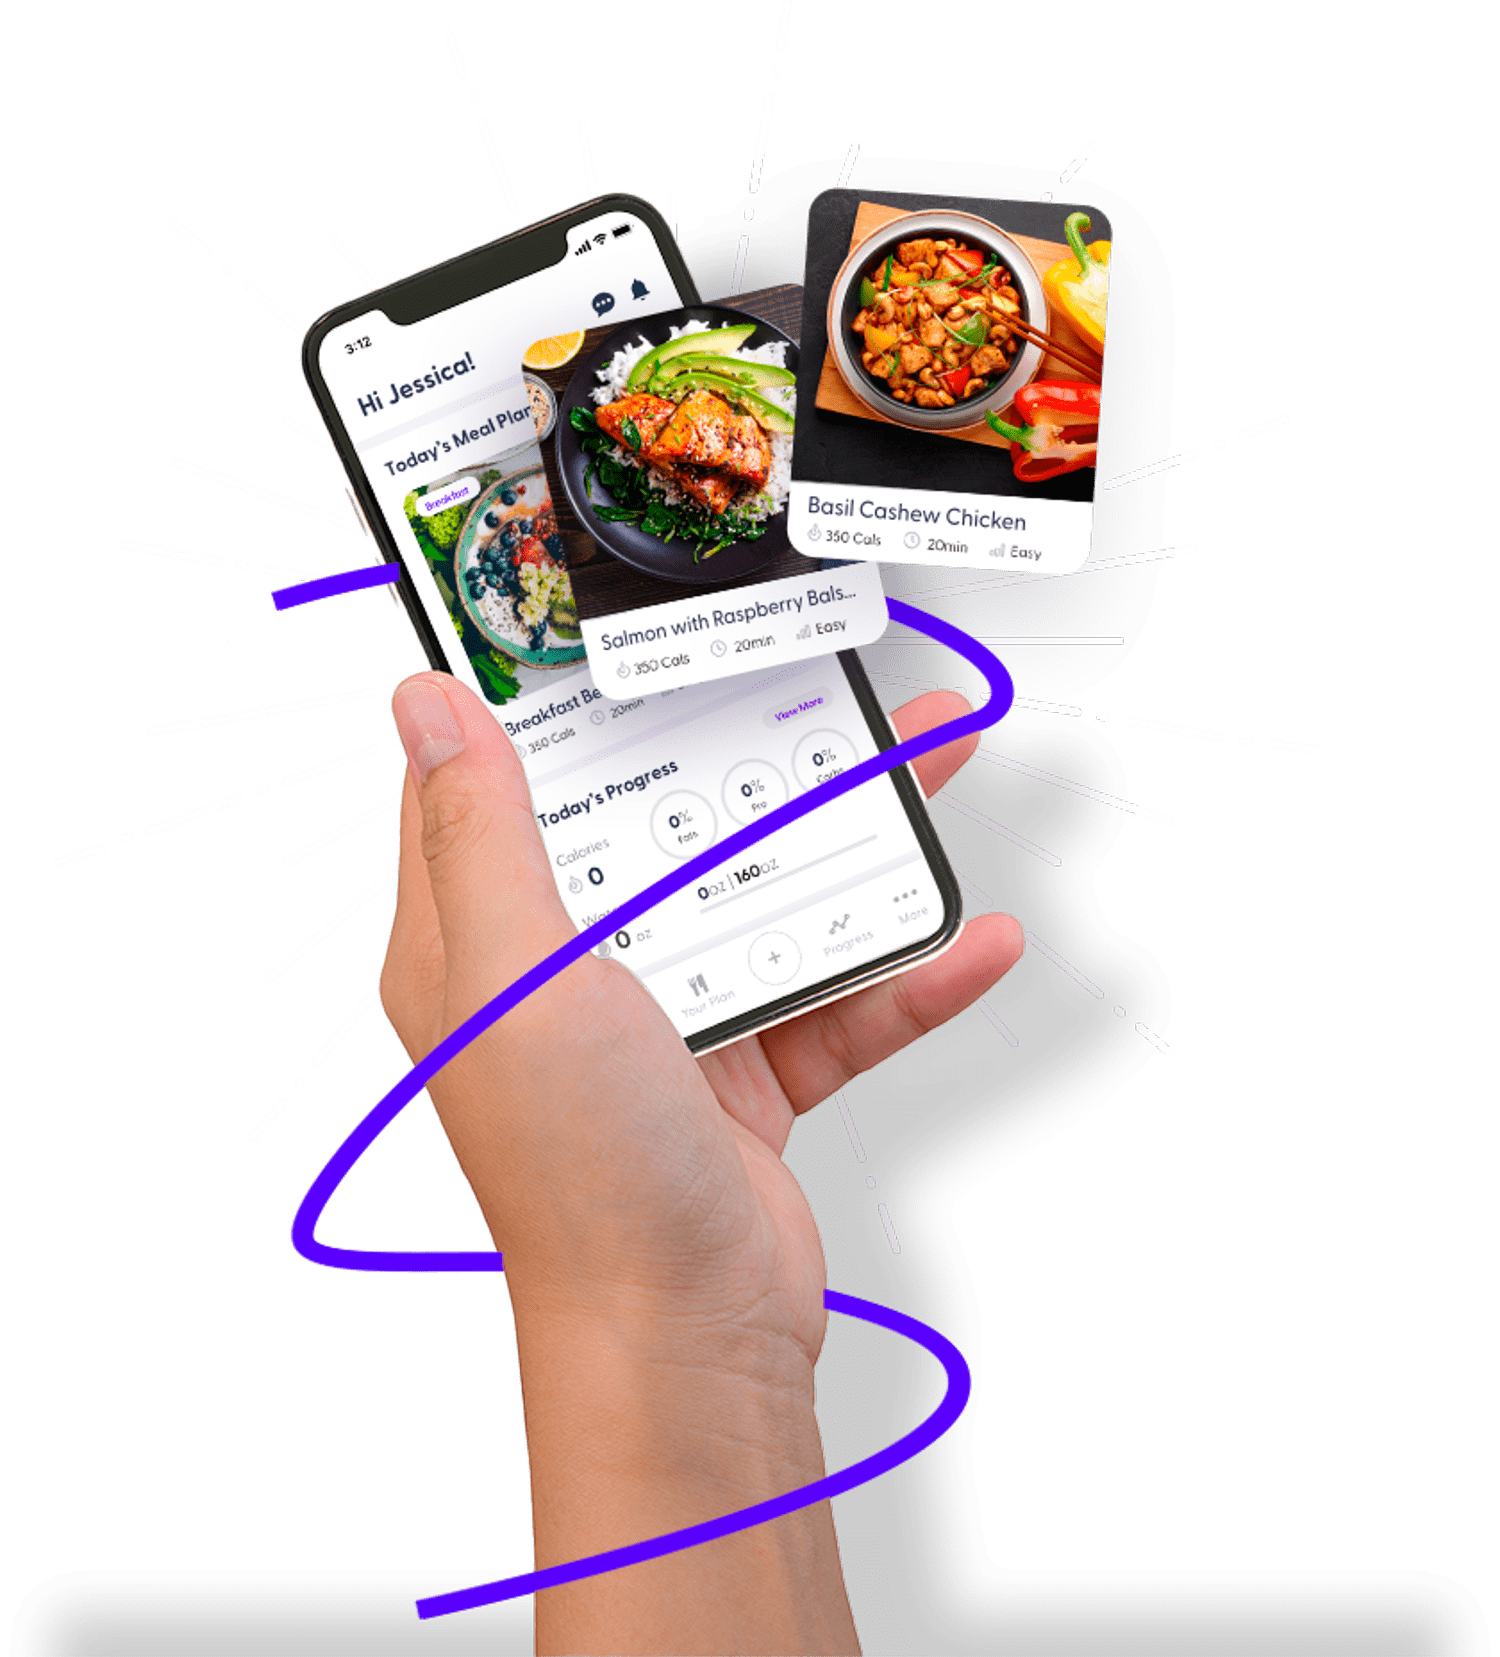 3:12
Hi Jessica!
Today's Meal Plan
Breakfast
Breakfast Be
350 Cals 20min
Salmon with Raspberry Bals...
350 Cals 20min Easy
Basil Cashew Chicken
350 Cals 20min Easy
View More
Today's Progress
Calories
0
0% Fats
0% Pro
0% Carbs
0 oz
0oz | 160oz
Your Plan
+
Progress
More